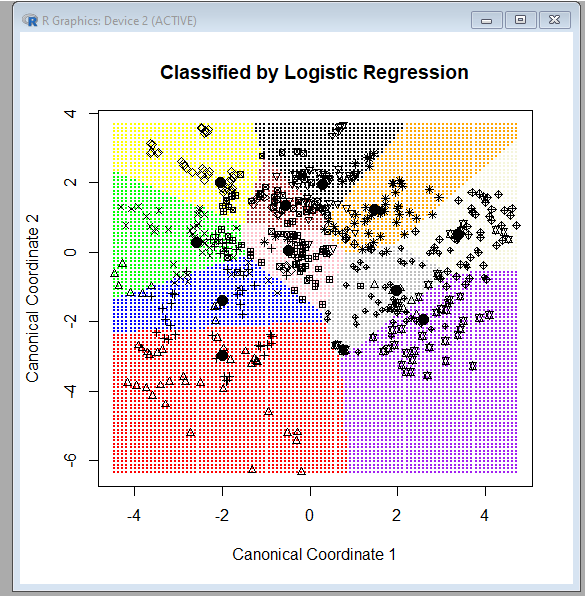 R Graphics: Device 2 (ACTIVE)
Classified by Logistic Regression
4
2
0
-2
-4
-6
Canonical Coordinate 2
-4
-2
0
2
4
Canonical Coordinate 1